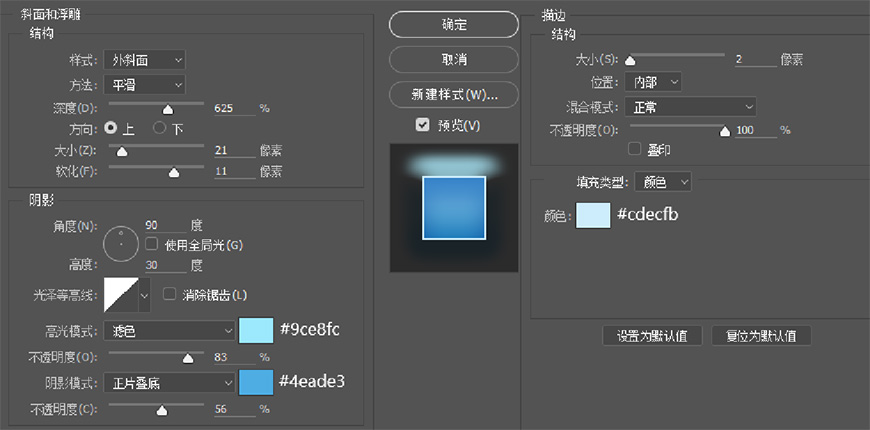 斜面和浮雕
结构
样式: 外斜面
方法: 平滑
深度(D): 625 %
方向: 上 下
大小(Z): 21 像素
软化(F): 11 像素
阴影
角度(N): 90 度
使用全局光(G)
高度: 30 度
光泽等高线: 消除锯齿(L)
高光模式: 滤色 #9ce8fc
不透明度(O): 83 %
阴影模式: 正片叠底 #4eade3
不透明度(C): 56 %
确定
取消
新建样式(W)...
预览(V)
描边
结构
大小(S): 2 像素
位置: 内部
混合模式: 正常
不透明度(O): 100 %
叠印
填充类型: 颜色
颜色: #cdecfb
设置为默认值 复位为默认值